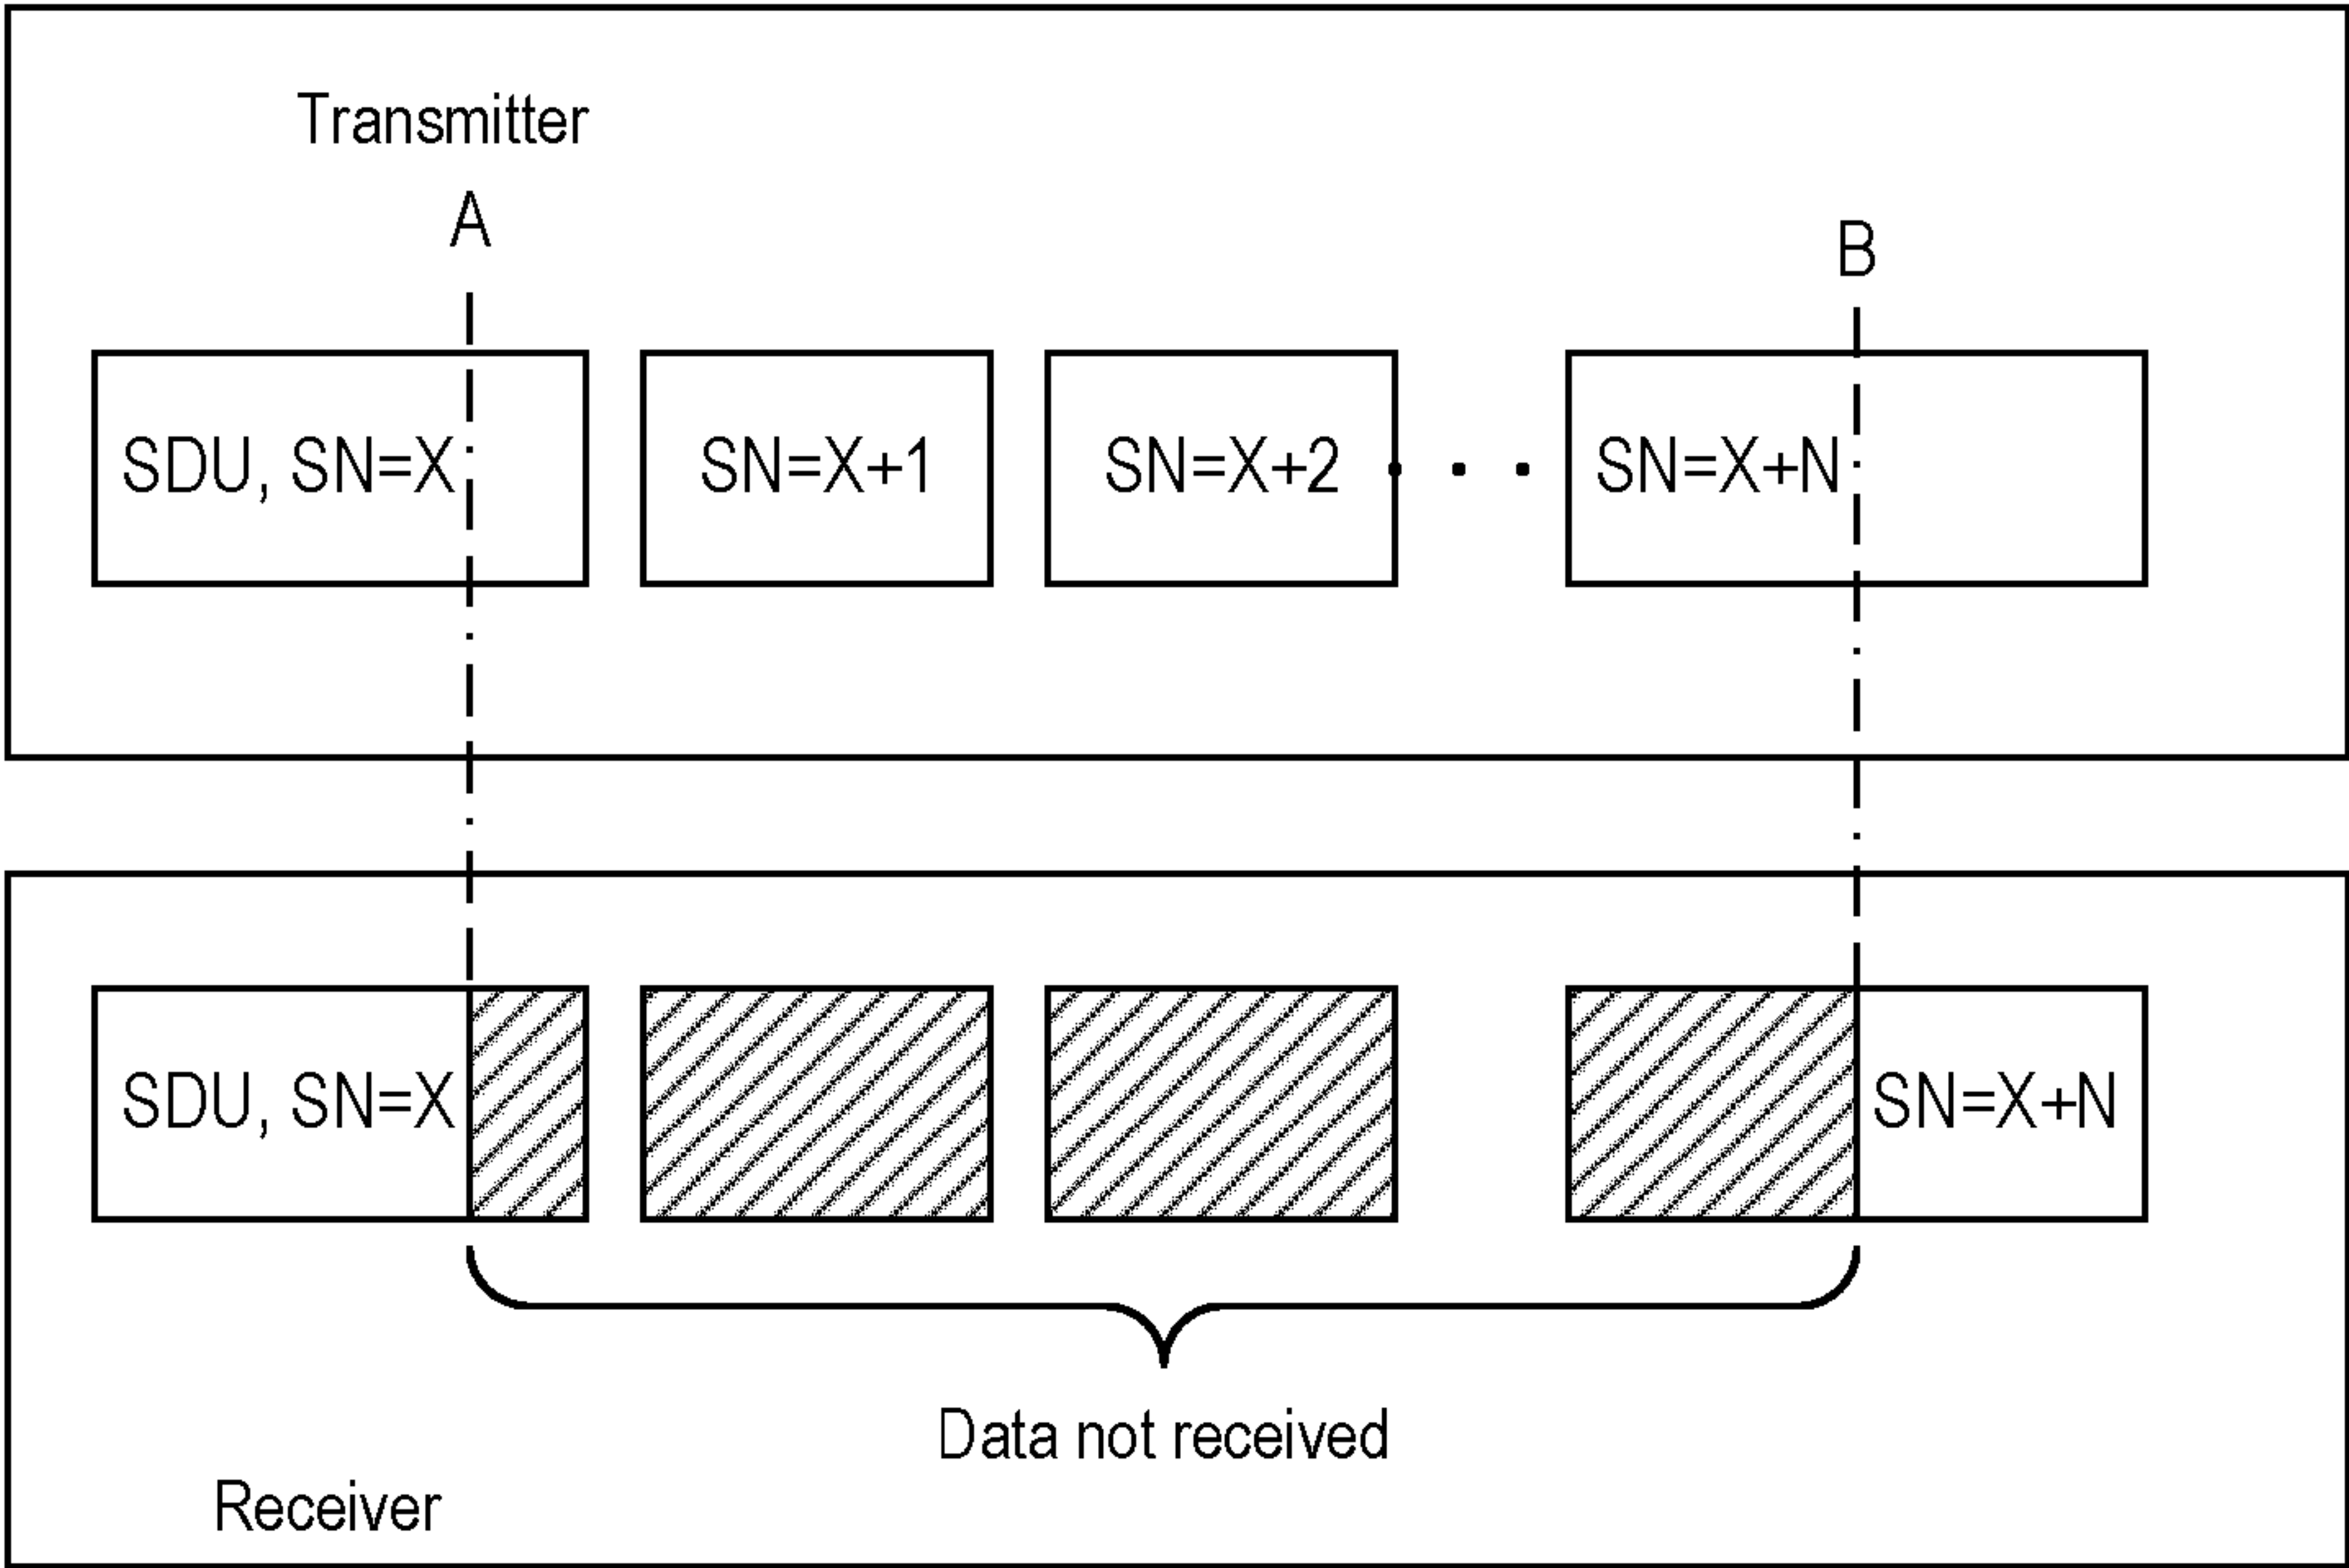 Transmitter
A
B
SDU, SN=X
SN=X+1
SN=X+2
. . .
SN=X+N
SDU, SN=X
SN=X+N
Data not received
Receiver